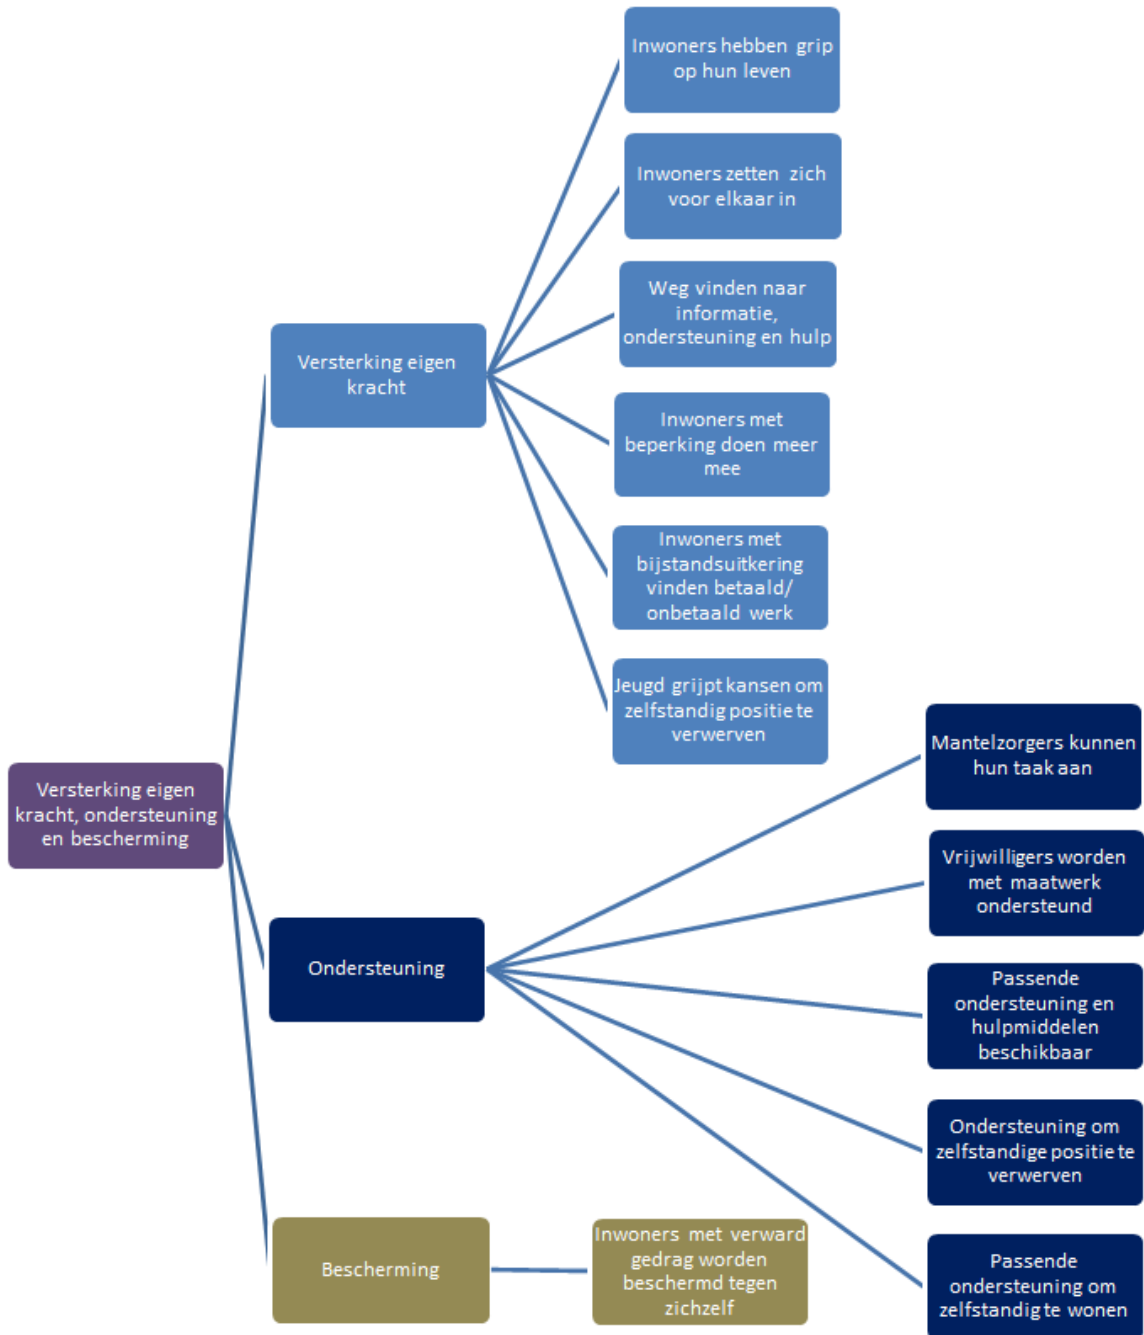 Inwoners hebben grip
op hun leven
Inwoners zetten zich
voor elkaar in
Weg vinden naar
informatie,
ondersteuning en hulp
Versterking eigen
kracht
Inwoners met
beperking doen meer
mee
Inwoners met
bijstandsuitkering
vinden betaald/
onbetaald werk
Jeugd grijpt kansen om
zelfstandig positie te
verwerven
Mantelzorgers kunnen
hun taak aan
Versterking eigen
kracht, ondersteuning
en bescherming
Vrijwilligers worden
met maatwerk
ondersteund
Ondersteuning
Passende
ondersteuning en
hulpmiddelen
beschikbaar
Ondersteuning om
zelfstandige positie te
verwerven
Bescherming
Inwoners met verward
gedrag worden
beschermd tegen
zichzelf
Passende
ondersteuning om
zelfstandig te wonen